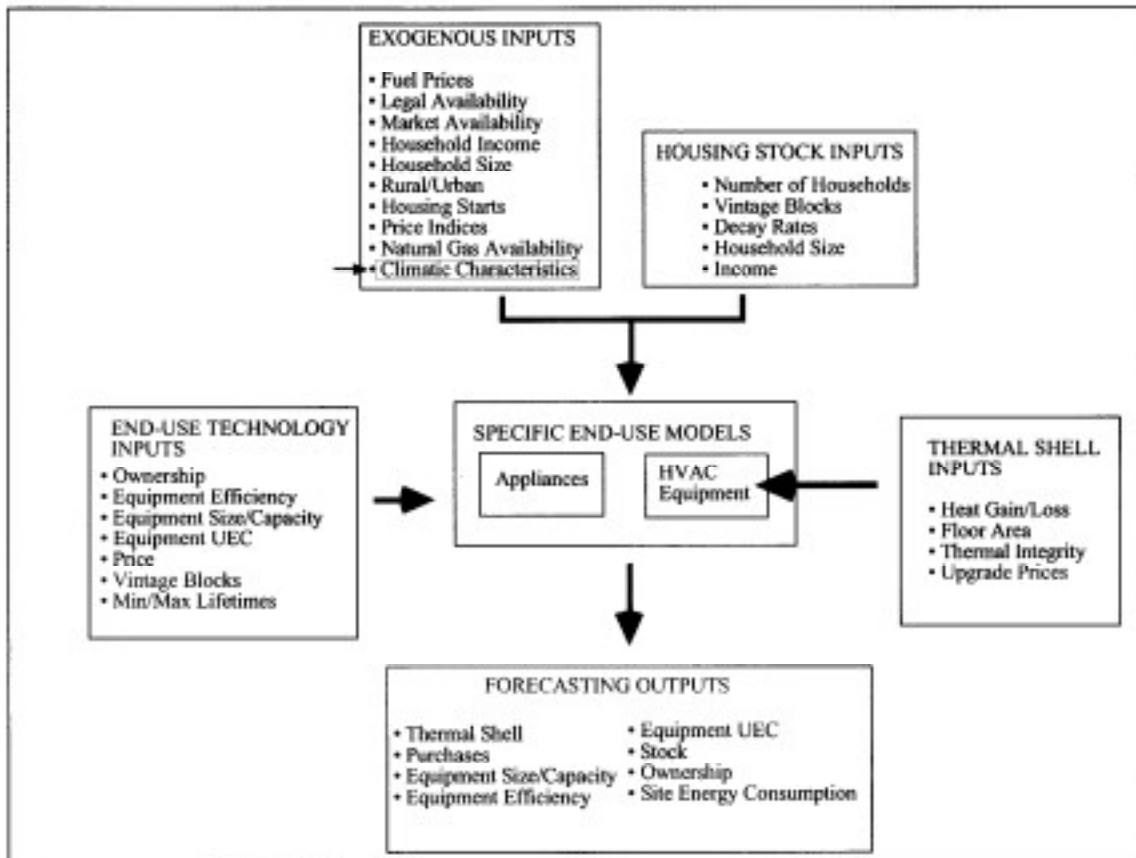 EXOGENOUS INPUTS
• Fuel Prices
• Legal Availability
• Market Availability
• Household Income
• Household Size
• Rural/Urban
• Housing Starts
• Price Indices
• Natural Gas Availability
• Climatic Characteristics
HOUSING STOCK INPUTS
• Number of Households
• Vintage Blocks
• Decay Rates
• Household Size
• Income
END-USE TECHNOLOGY
INPUTS
• Ownership
• Equipment Efficiency
• Equipment Size/Capacity
• Equipment UEC
• Price
• Vintage Blocks
• Min/Max Lifetimes
SPECIFIC END-USE MODELS
Appliances
HVAC
Equipment
THERMAL SHELL
INPUTS
• Heat Gain/Loss
• Floor Area
• Thermal Integrity
• Upgrade Prices
FORECASTING OUTPUTS
• Thermal Shell
• Purchases
• Equipment Size/Capacity
• Equipment Efficiency
• Equipment UEC
• Stock
• Ownership
• Site Energy Consumption